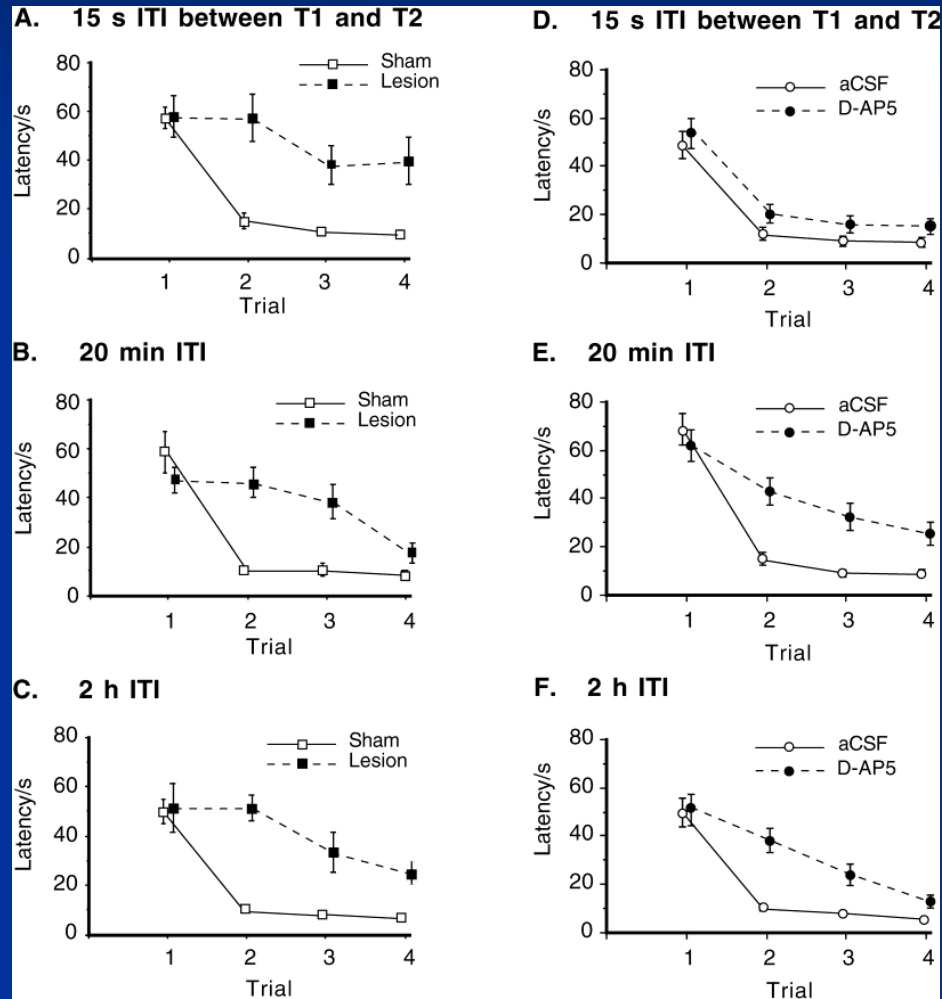 A. 15 s ITI between T1 and T2
Sham
Lesion
Latency/s
80
60
40
20
0
1 2 3 4
Trial
B. 20 min ITI
Sham
Lesion
Latency/s
80
60
40
20
0
1 2 3 4
Trial
C. 2 h ITI
Sham
Lesion
Latency/s
80
60
40
20
0
1 2 3 4
Trial
D. 15 s ITI between T1 and T2
aCSF
D-AP5
Latency/s
80
60
40
20
0
1 2 3 4
Trial
E. 20 min ITI
aCSF
D-AP5
Latency/s
80
60
40
20
0
1 2 3 4
Trial
F. 2 h ITI
aCSF
D-AP5
Latency/s
80
60
40
20
0
1 2 3 4
Trial